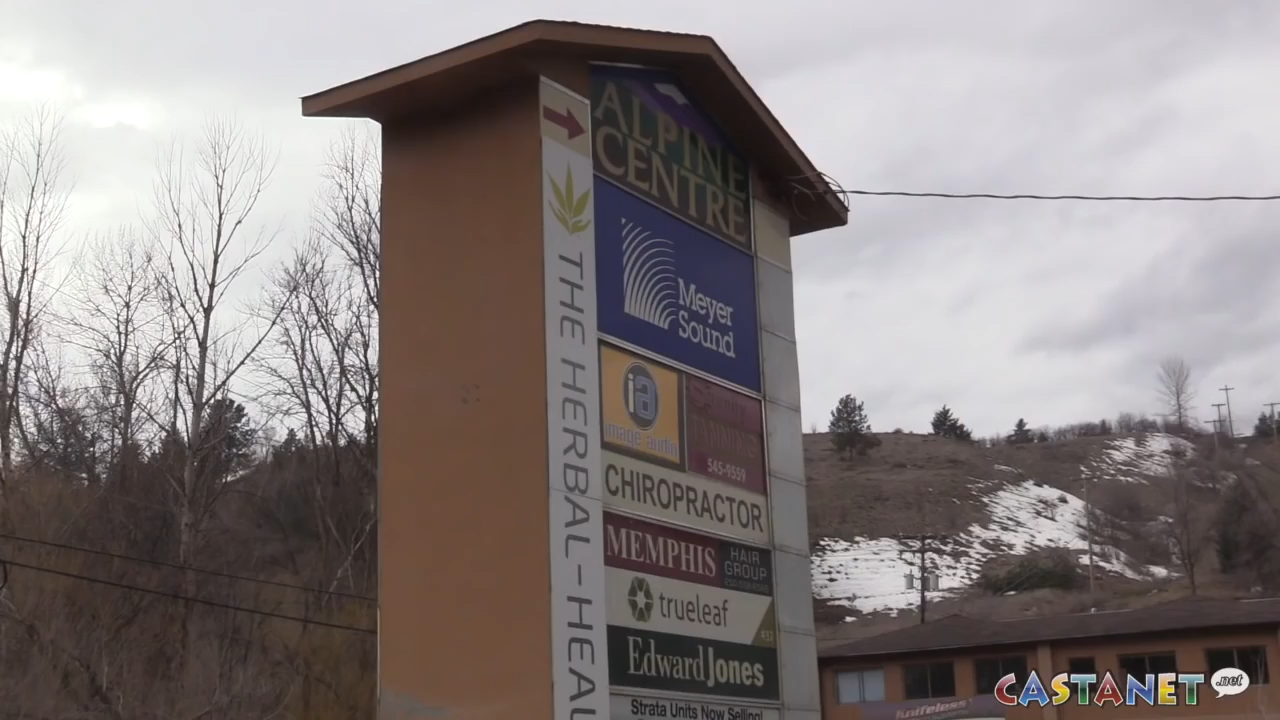 ALPINE
CENTRE
THE HERBAL-HEAL
Meyer
Sound
ia
image audio
545-9559
CHIROPRACTOR
MEMPHIS
HAIR
GROUP
trueleaf
Edward Jones
Strata Units Now Selling!
Knifeless
CASTANET
.net